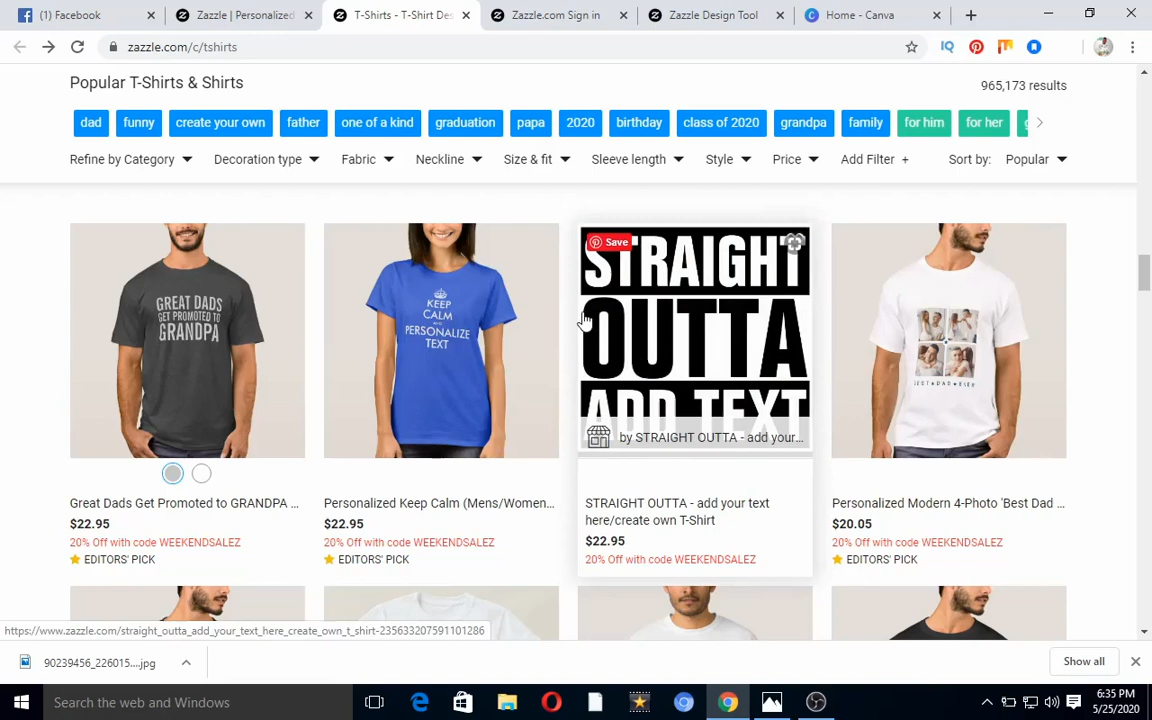 Facebook
Zazzle | Personalized
T-Shirts - T-Shirt Des
Zazzle.com Sign in
Zazzle Design Tool
Home - Canva
zazzle.com/c/tshirts
Popular T-Shirts & Shirts
965,173 results
dad
funny
create your own
father
one of a kind
graduation
papa
2020
birthday
class of 2020
grandpa
family
for him
for her
Refine by Category
Decoration type
Fabric
Neckline
Size & fit
Sleeve length
Style
Price
Add Filter +
Sort by:
Popular
GREAT DADS
GET PROMOTED TO
GRANDPA
KEEP
CALM
AND
PERSONALIZE
TEXT
Save
STRAIGHT
OUTTA
ADD TEXT
by STRAIGHT OUTTA - add your...
BEST DAD EVER
Great Dads Get Promoted to GRANDPA ...
$22.95
20% Off with code WEEKENDSALEZ
EDITORS' PICK
Personalized Keep Calm (Mens/Women...
$22.95
20% Off with code WEEKENDSALEZ
EDITORS' PICK
STRAIGHT OUTTA - add your text
here/create own T-Shirt
$22.95
20% Off with code WEEKENDSALEZ
Personalized Modern 4-Photo 'Best Dad ...
$20.05
20% Off with code WEEKENDSALEZ
EDITORS' PICK
https://www.zazzle.com/straight_outta_add_your_text_here_create_own_t_shirt-235633207591101286
90239456_226015....jpg
Show all
Search the web and Windows
6:35 PM
5/25/2020